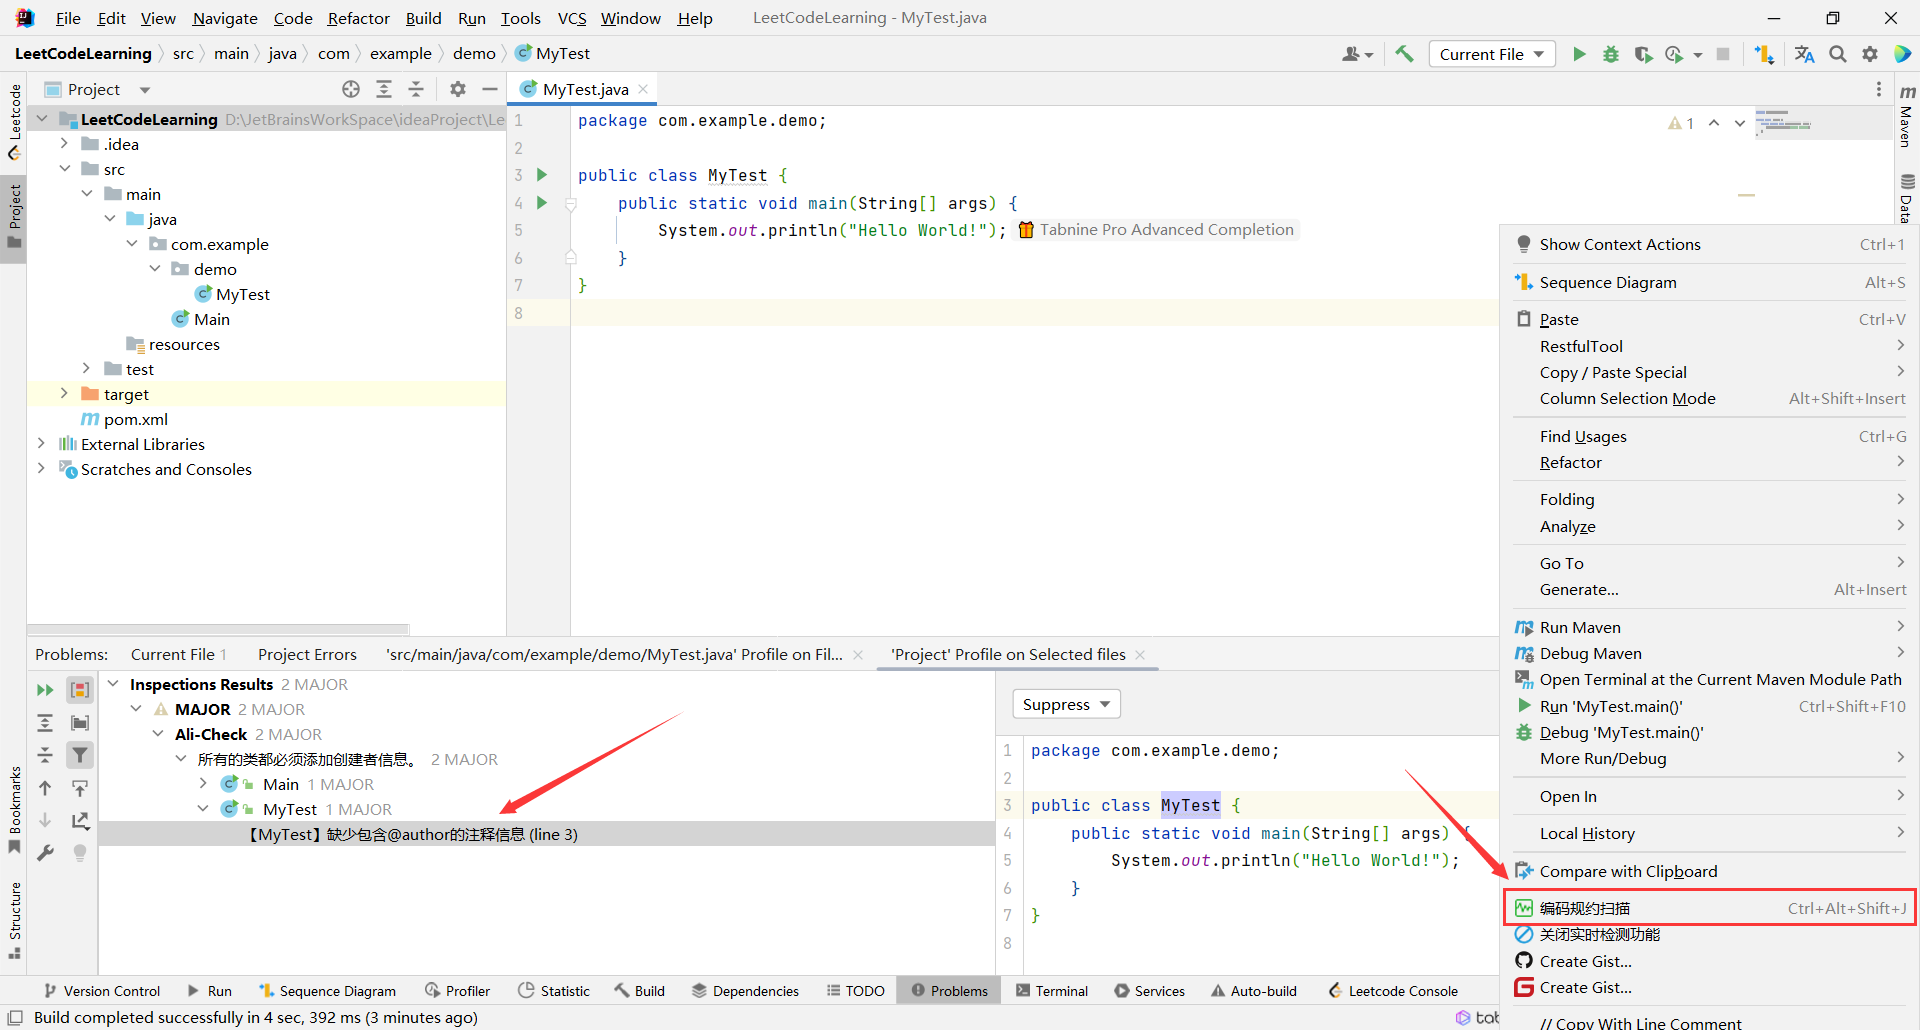 File Edit View Navigate Code Refactor Build Run Tools VCS Window Help LeetCodeLearning - MyTest.java
LeetCodeLearning src main java com example demo MyTest Current File
Project
MyTest.java
Leetcode
Project
Bookmarks
Structure
Maven
Data
LeetCodeLearning D:\JetBrainsWorkSpace\ideaProject\Le
.idea
src
main
java
com.example
demo
MyTest
Main
resources
test
target
pom.xml
External Libraries
Scratches and Consoles
1 package com.example.demo;
2
3 public class MyTest {
4 public static void main(String[] args) {
5 System.out.println("Hello World!"); Tabnine Pro Advanced Completion
6 }
7 }
8
1
Show Context Actions Ctrl+1
Sequence Diagram Alt+S
Paste Ctrl+V
RestfulTool
Copy / Paste Special
Column Selection Mode Alt+Shift+Insert
Find Usages Ctrl+G
Refactor
Folding
Analyze
Go To
Generate... Alt+Insert
Run Maven
Debug Maven
Open Terminal at the Current Maven Module Path
Run 'MyTest.main()' Ctrl+Shift+F10
Debug 'MyTest.main()'
More Run/Debug
Open In
Local History
Compare with Clipboard
编码规约扫描 Ctrl+Alt+Shift+J
关闭实时检测功能
Create Gist...
Create Gist...
// Copy With Line Comment
Problems: Current File 1 Project Errors 'src/main/java/com/example/demo/MyTest.java' Profile on Fil... 'Project' Profile on Selected files
Inspections Results 2 MAJOR
MAJOR 2 MAJOR
Ali-Check 2 MAJOR
所有的类都必须添加创建者信息。 2 MAJOR
Main 1 MAJOR
MyTest 1 MAJOR
【MyTest】缺少包含@author的注释信息 (line 3)
Suppress
1 package com.example.demo;
2
3 public class MyTest {
4 public static void main(String[] args) {
5 System.out.println("Hello World!");
6 }
7 }
8
Version Control Run Sequence Diagram Profiler Statistic Build Dependencies TODO Problems Terminal Services Auto-build Leetcode Console
Build completed successfully in 4 sec, 392 ms (3 minutes ago)
tab